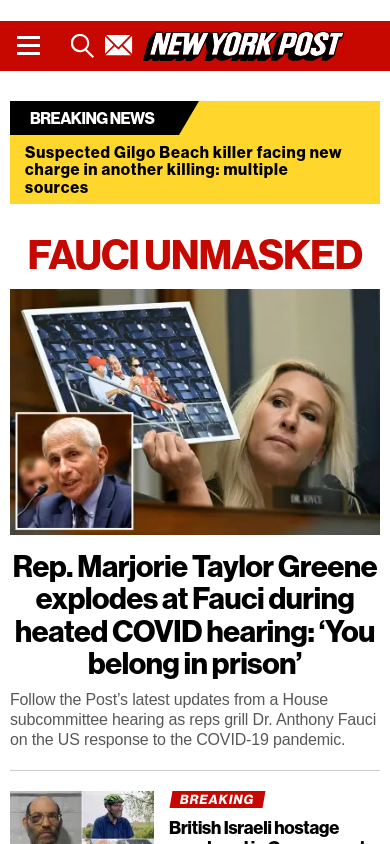 NEW YORK POST
BREAKING NEWS
Suspected Gilgo Beach killer facing new
charge in another killing: multiple
sources
FAUCI UNMASKED
DR. JOYCE
Rep. Marjorie Taylor Greene
explodes at Fauci during
heated COVID hearing: ‘You
belong in prison’
Follow the Post’s latest updates from a House
subcommittee hearing as reps grill Dr. Anthony Fauci
on the US response to the COVID-19 pandemic.
BREAKING
British Israeli hostage